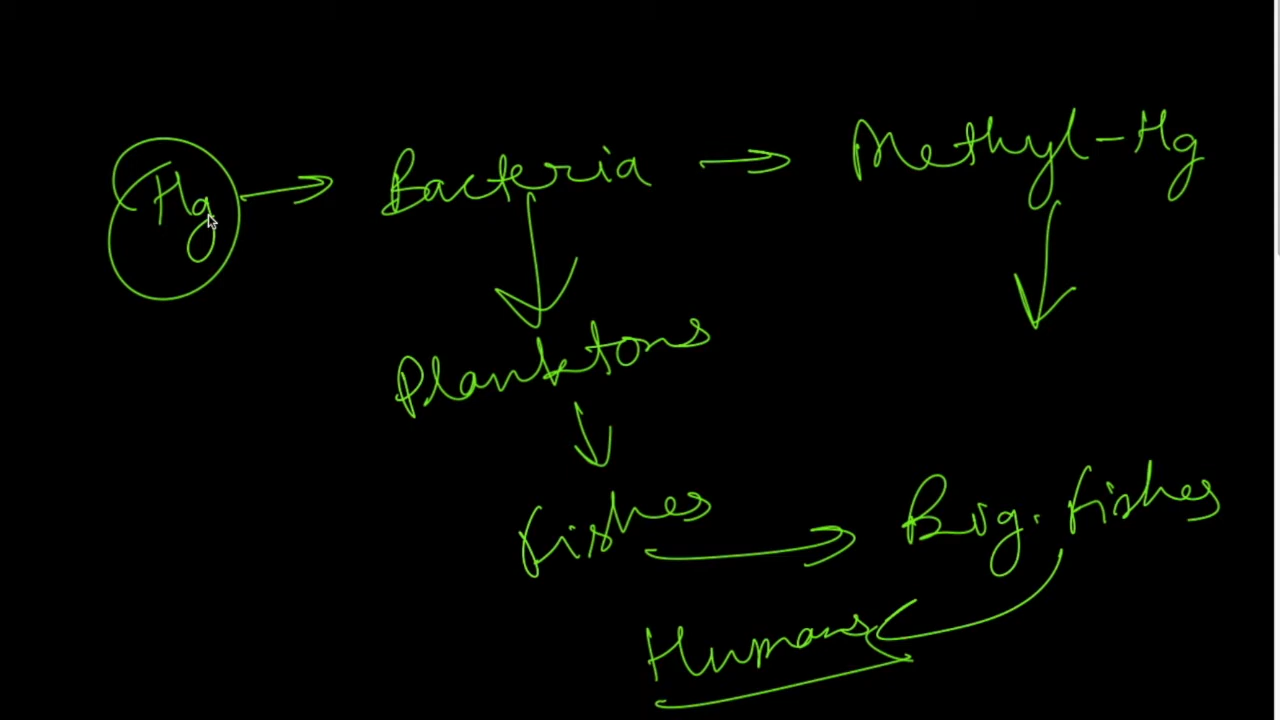 Hg → Bacteria → Methyl-Hg
Planktons
Fishes → Big. Fishes
Humans